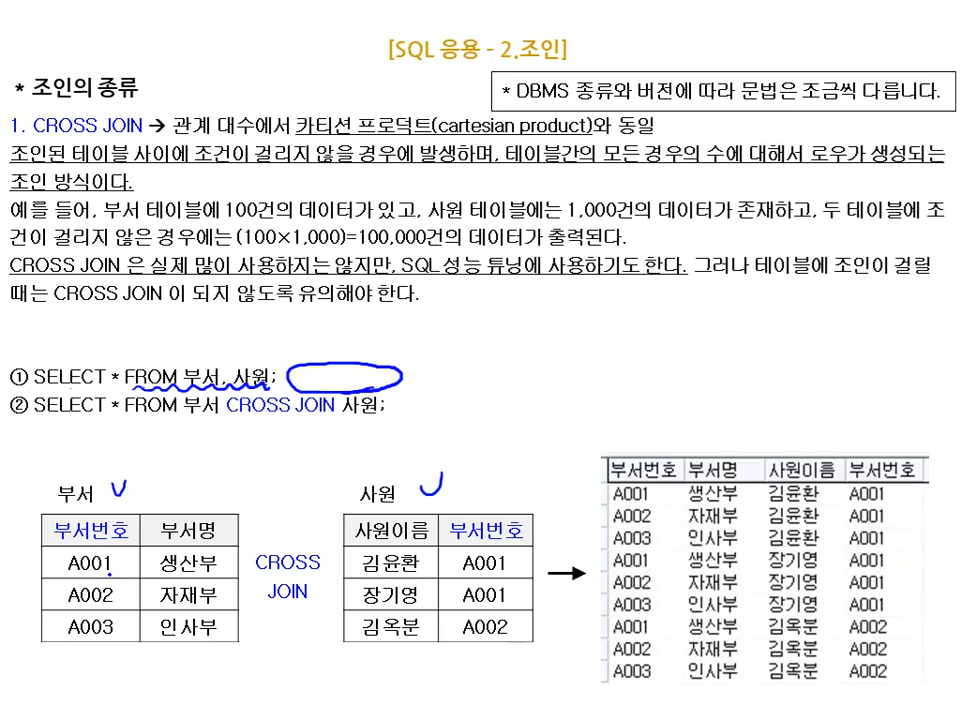 [SQL 응용 - 2.조인]
* 조인의 종류
* DBMS 종류와 버전에 따라 문법은 조금씩 다릅니다.
1. CROSS JOIN → 관계 대수에서 카티션 프로덕트(cartesian product)와 동일
조인된 테이블 사이에 조건이 걸리지 않을 경우에 발생하며, 테이블간의 모든 경우의 수에 대해서 로우가 생성되는
조인 방식이다.
예를 들어, 부서 테이블에 100건의 데이터가 있고, 사원 테이블에는 1,000건의 데이터가 존재하고, 두 테이블에 조
건이 걸리지 않은 경우에는 (100×1,000)=100,000건의 데이터가 출력된다.
CROSS JOIN 은 실제 많이 사용하지는 않지만, SQL 성능 튜닝에 사용하기도 한다. 그러나 테이블에 조인이 걸릴
때는 CROSS JOIN 이 되지 않도록 유의해야 한다.
① SELECT * FROM 부서, 사원;
② SELECT * FROM 부서 CROSS JOIN 사원;
부서
부서번호 부서명
A001 생산부
A002 자재부
A003 인사부
CROSS
JOIN
사원
사원이름 부서번호
김윤환 A001
장기영 A001
김옥분 A002
부서번호 부서명 사원이름 부서번호
A001 생산부 김윤환 A001
A002 자재부 김윤환 A001
A003 인사부 김윤환 A001
A001 생산부 장기영 A001
A002 자재부 장기영 A001
A003 인사부 장기영 A001
A001 생산부 김옥분 A002
A002 자재부 김옥분 A002
A003 인사부 김옥분 A002